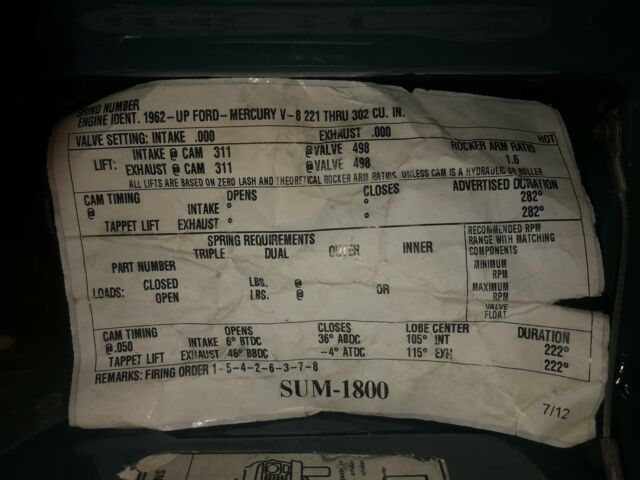 GRIND NUMBER
ENGINE IDENT. 1962-UP FORD- MERCURY V-8 221 THRU 302 CU. IN.
VALVE SETTING: INTAKE .000 EXHAUST .000 HOT
LIFT: INTAKE @ CAM 311 @VALVE 498 ROCKER ARM RATIO
EXHAUST @ CAM 311 @VALVE 498 1.6
ALL LIFTS ARE BASED ON ZERO LASH AND THEORETICAL ROCKER ARM RATIOS, UNLESS CAM IS A HYDRAULIC OR ROLLER
CAM TIMING OPENS CLOSES ADVERTISED DURATION
@ INTAKE ° ° 282°
TAPPET LIFT EXHAUST ° ° 282°
SPRING REQUIREMENTS
TRIPLE DUAL OUTER INNER
PART NUMBER
LOADS: CLOSED LBS. @ OR
OPEN LBS. @
RECOMMENDED RPM
RANGE WITH MATCHING
COMPONENTS
MINIMUM
RPM
MAXIMUM
RPM
VALVE
FLOAT
CAM TIMING OPENS CLOSES LOBE CENTER DURATION
@.050 INTAKE 6° BTDC 36° ABDC 105° INT 222°
TAPPET LIFT EXHAUST 46° BBDC -4° ATDC 115° EXH 222°
REMARKS: FIRING ORDER 1-5-4-2-6-3-7-8
SUM-1800
7/12